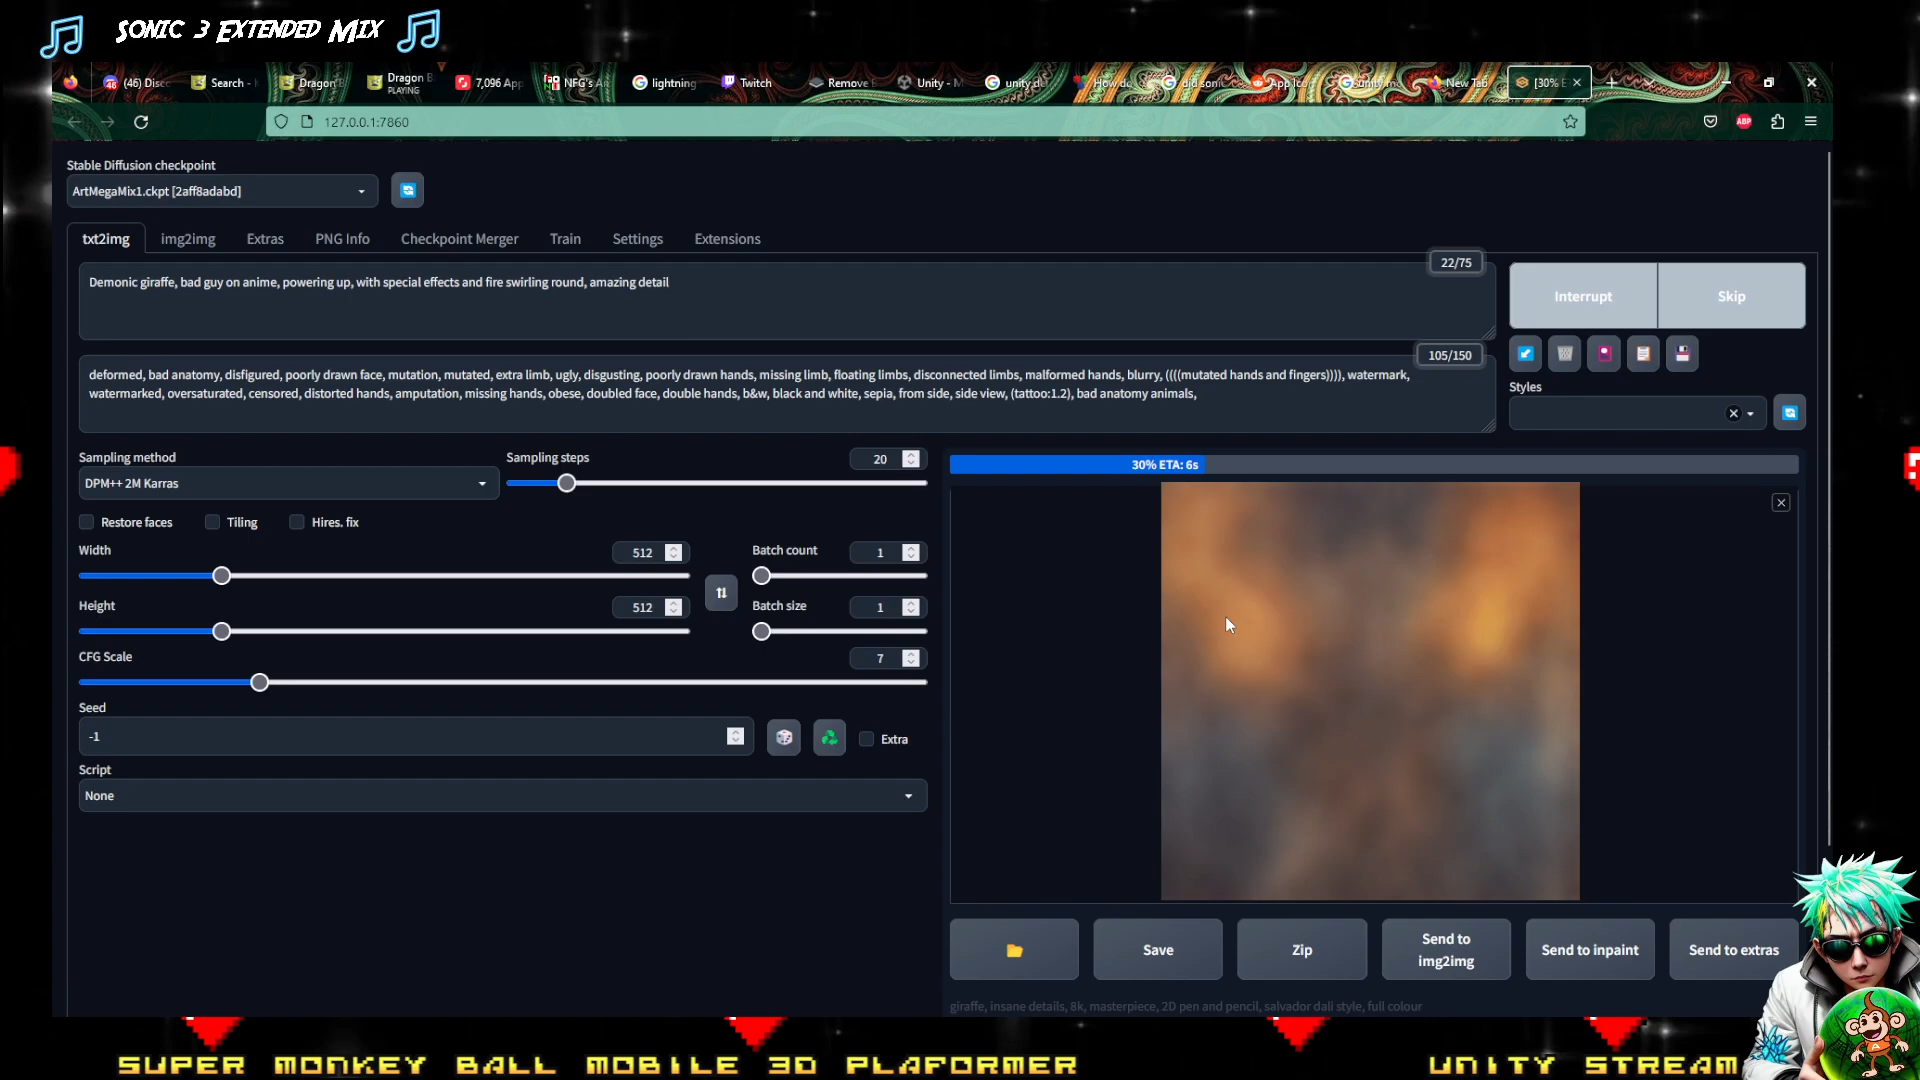 Sonic 3 Extended Mix
(46) Disc
Search -
Dragon
Dragon B
PLAYING
7,096 App
NFG's Ar
lightning
Twitch
Remove
Unity - M
unity de
How do
did soni
App Ico
New Tab
[30% E
127.0.0.1:7860
ABP
Stable Diffusion checkpoint
ArtMegaMix1.ckpt [2aff8adabd]
txt2img
img2img
Extras
PNG Info
Checkpoint Merger
Train
Settings
Extensions
22/75
Demonic giraffe, bad guy on anime, powering up, with special effects and fire swirling round, amazing detail
Interrupt
Skip
105/150
deformed, bad anatomy, disfigured, poorly drawn face, mutation, mutated, extra limb, ugly, disgusting, poorly drawn hands, missing limb, floating limbs, disconnected limbs, malformed hands, blurry, ((((mutated hands and fingers)))), watermark,
watermarked, oversaturated, censored, distorted hands, amputation, missing hands, obese, doubled face, double hands, b&w, black and white, sepia, from side, side view, (tattoo:1.2), bad anatomy animals,
Styles
Sampling method
DPM++ 2M Karras
Sampling steps
20
30% ETA: 6s
Restore faces
Tiling
Hires. fix
Width
512
Batch count
1
Height
512
Batch size
1
CFG Scale
7
Seed
-1
Extra
Script
None
Save
Zip
Send to
img2img
Send to inpaint
Send to extras
giraffe, insane details, 8k, masterpiece, 2D pen and pencil, salvador dali style, full colour
SUPER MONKEY BALL MOBILE 3D PLAFORMER
UNITY STREAM